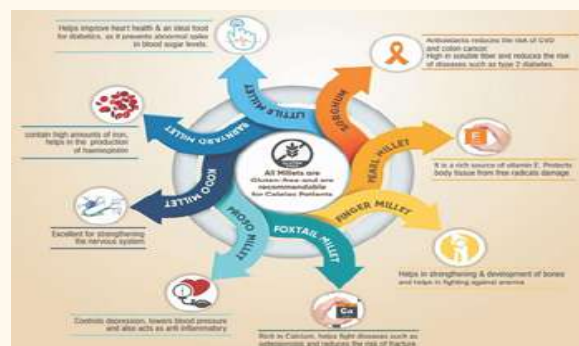 Helps improve heart health & an ideal food
for diabetics, as it prevents abnormal spike
in blood sugar levels.
LITTLE MILLET
Antioxidants reduces the risk of CVD
and colon cancer.
High in soluble fiber and reduces the risk
of diseases such as type 2 diabetes.
SORGHUM
It is a rich source of vitamin E. Protects
body tissue from free radicals damage
E
PEARL MILLET
Helps in strengthening & development of bones
and helps in fighting against anemia
FINGER MILLET
Rich in Calcium, helps fight diseases such as
osteoporosis and reduces the risk of fracture
Ca
FOXTAIL MILLET
Controls depression, lowers blood pressure
and also acts as anti inflammatory
PROSO MILLET
Excellent for strengthening
the nervous system
KODO MILLET
contain high amounts of iron,
helps in the production
of haemoglobin
BARNYARD MILLET
All Millets are
Gluten-free and are
recommendable
for Celiac Patients